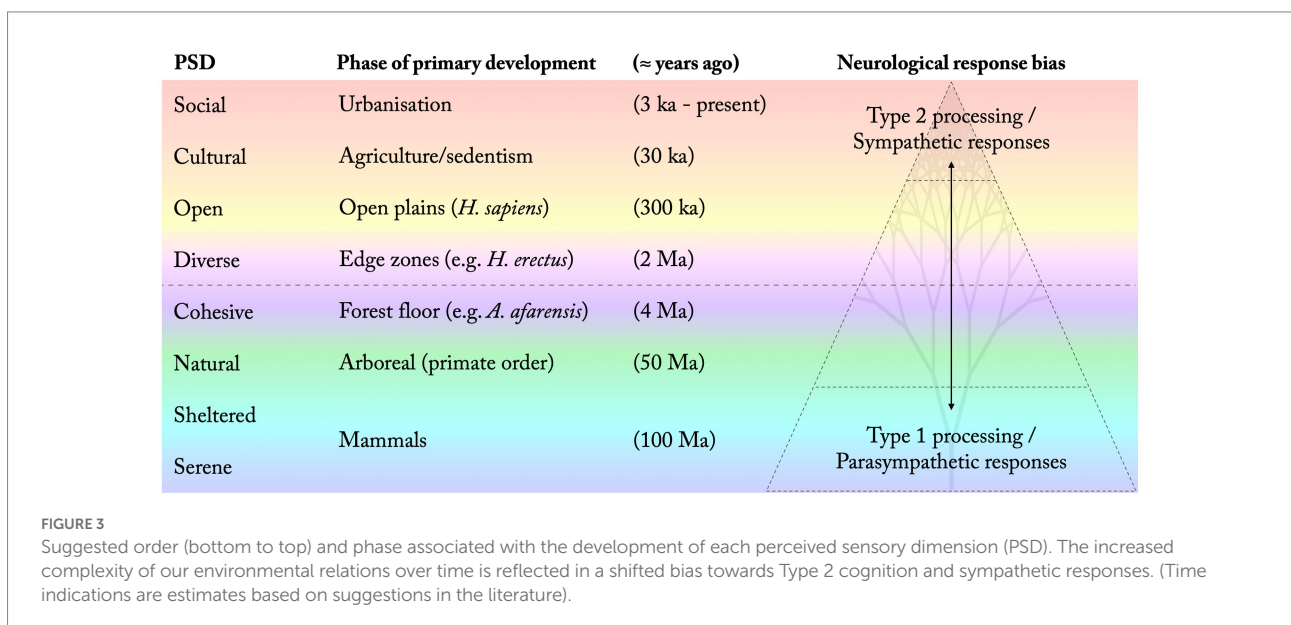 PSD Phase of primary development (≈ years ago) Neurological response bias
Social Urbanisation (3 ka - present)
Type 2 processing /
Sympathetic responses
Cultural Agriculture/sedentism (30 ka)
Open Open plains (H. sapiens) (300 ka)
Diverse Edge zones (e.g. H. erectus) (2 Ma)
Cohesive Forest floor (e.g. A. afarensis) (4 Ma)
Natural Arboreal (primate order) (50 Ma)
Sheltered
Mammals (100 Ma)
Serene
Type 1 processing /
Parasympathetic responses
FIGURE 3
Suggested order (bottom to top) and phase associated with the development of each perceived sensory dimension (PSD). The increased
complexity of our environmental relations over time is reflected in a shifted bias towards Type 2 cognition and sympathetic responses. (Time
indications are estimates based on suggestions in the literature).